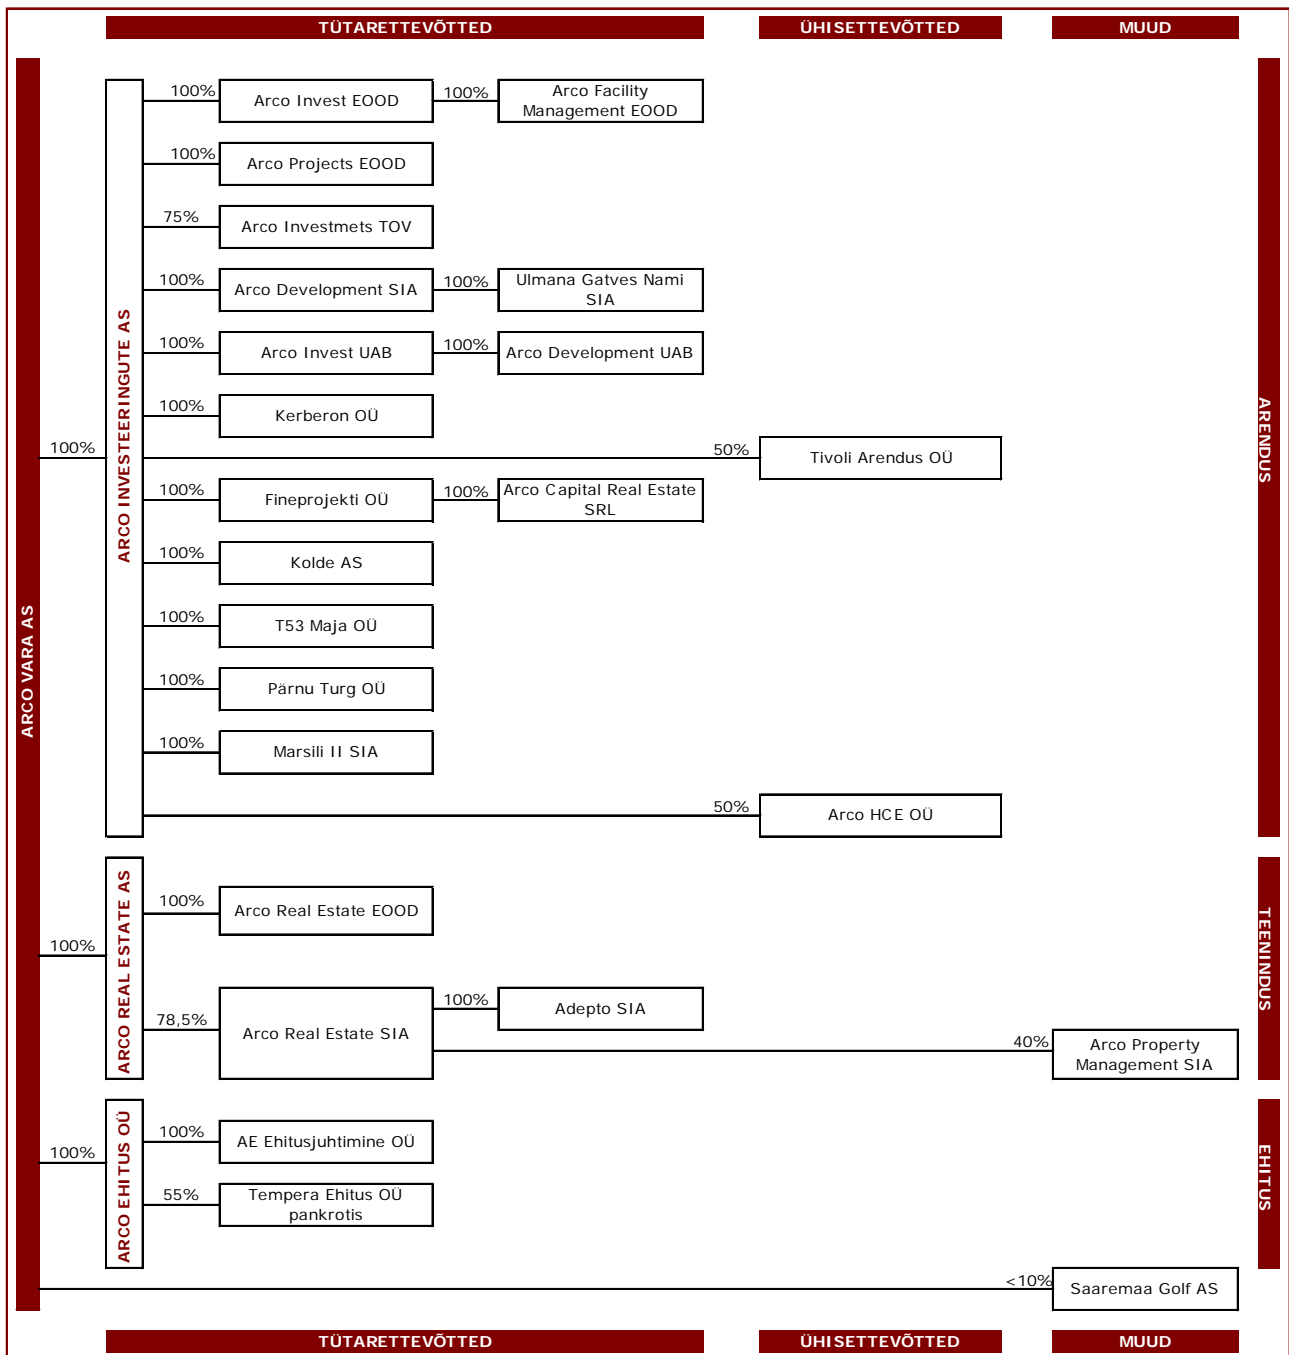 TÜTARETTEVÕTTED
ÜHISETTEVÕTTED
MUUD
ARCO VARA AS
100%
ARCO INVESTEERINGUTE AS
100%
Arco Invest EOOD
100%
Arco Facility
Management EOOD
100%
Arco Projects EOOD
75%
Arco Investmets TOV
100%
Arco Development SIA
100%
Ulmana Gatves Nami
SIA
100%
Arco Invest UAB
100%
Arco Development UAB
100%
Kerberon OÜ
50%
Tivoli Arendus OÜ
100%
Fineprojekti OÜ
100%
Arco Capital Real Estate
SRL
100%
Kolde AS
100%
T53 Maja OÜ
100%
Pärnu Turg OÜ
100%
Marsili II SIA
50%
Arco HCE OÜ
ARENDUS
100%
ARCO REAL ESTATE AS
100%
Arco Real Estate EOOD
78,5%
Arco Real Estate SIA
100%
Adepto SIA
40%
Arco Property
Management SIA
TEENINDUS
100%
ARCO EHITUS OÜ
100%
AE Ehitusjuhtimine OÜ
55%
Tempera Ehitus OÜ
pankrotis
EHITUS
<10%
Saaremaa Golf AS
TÜTARETTEVÕTTED
ÜHISETTEVÕTTED
MUUD